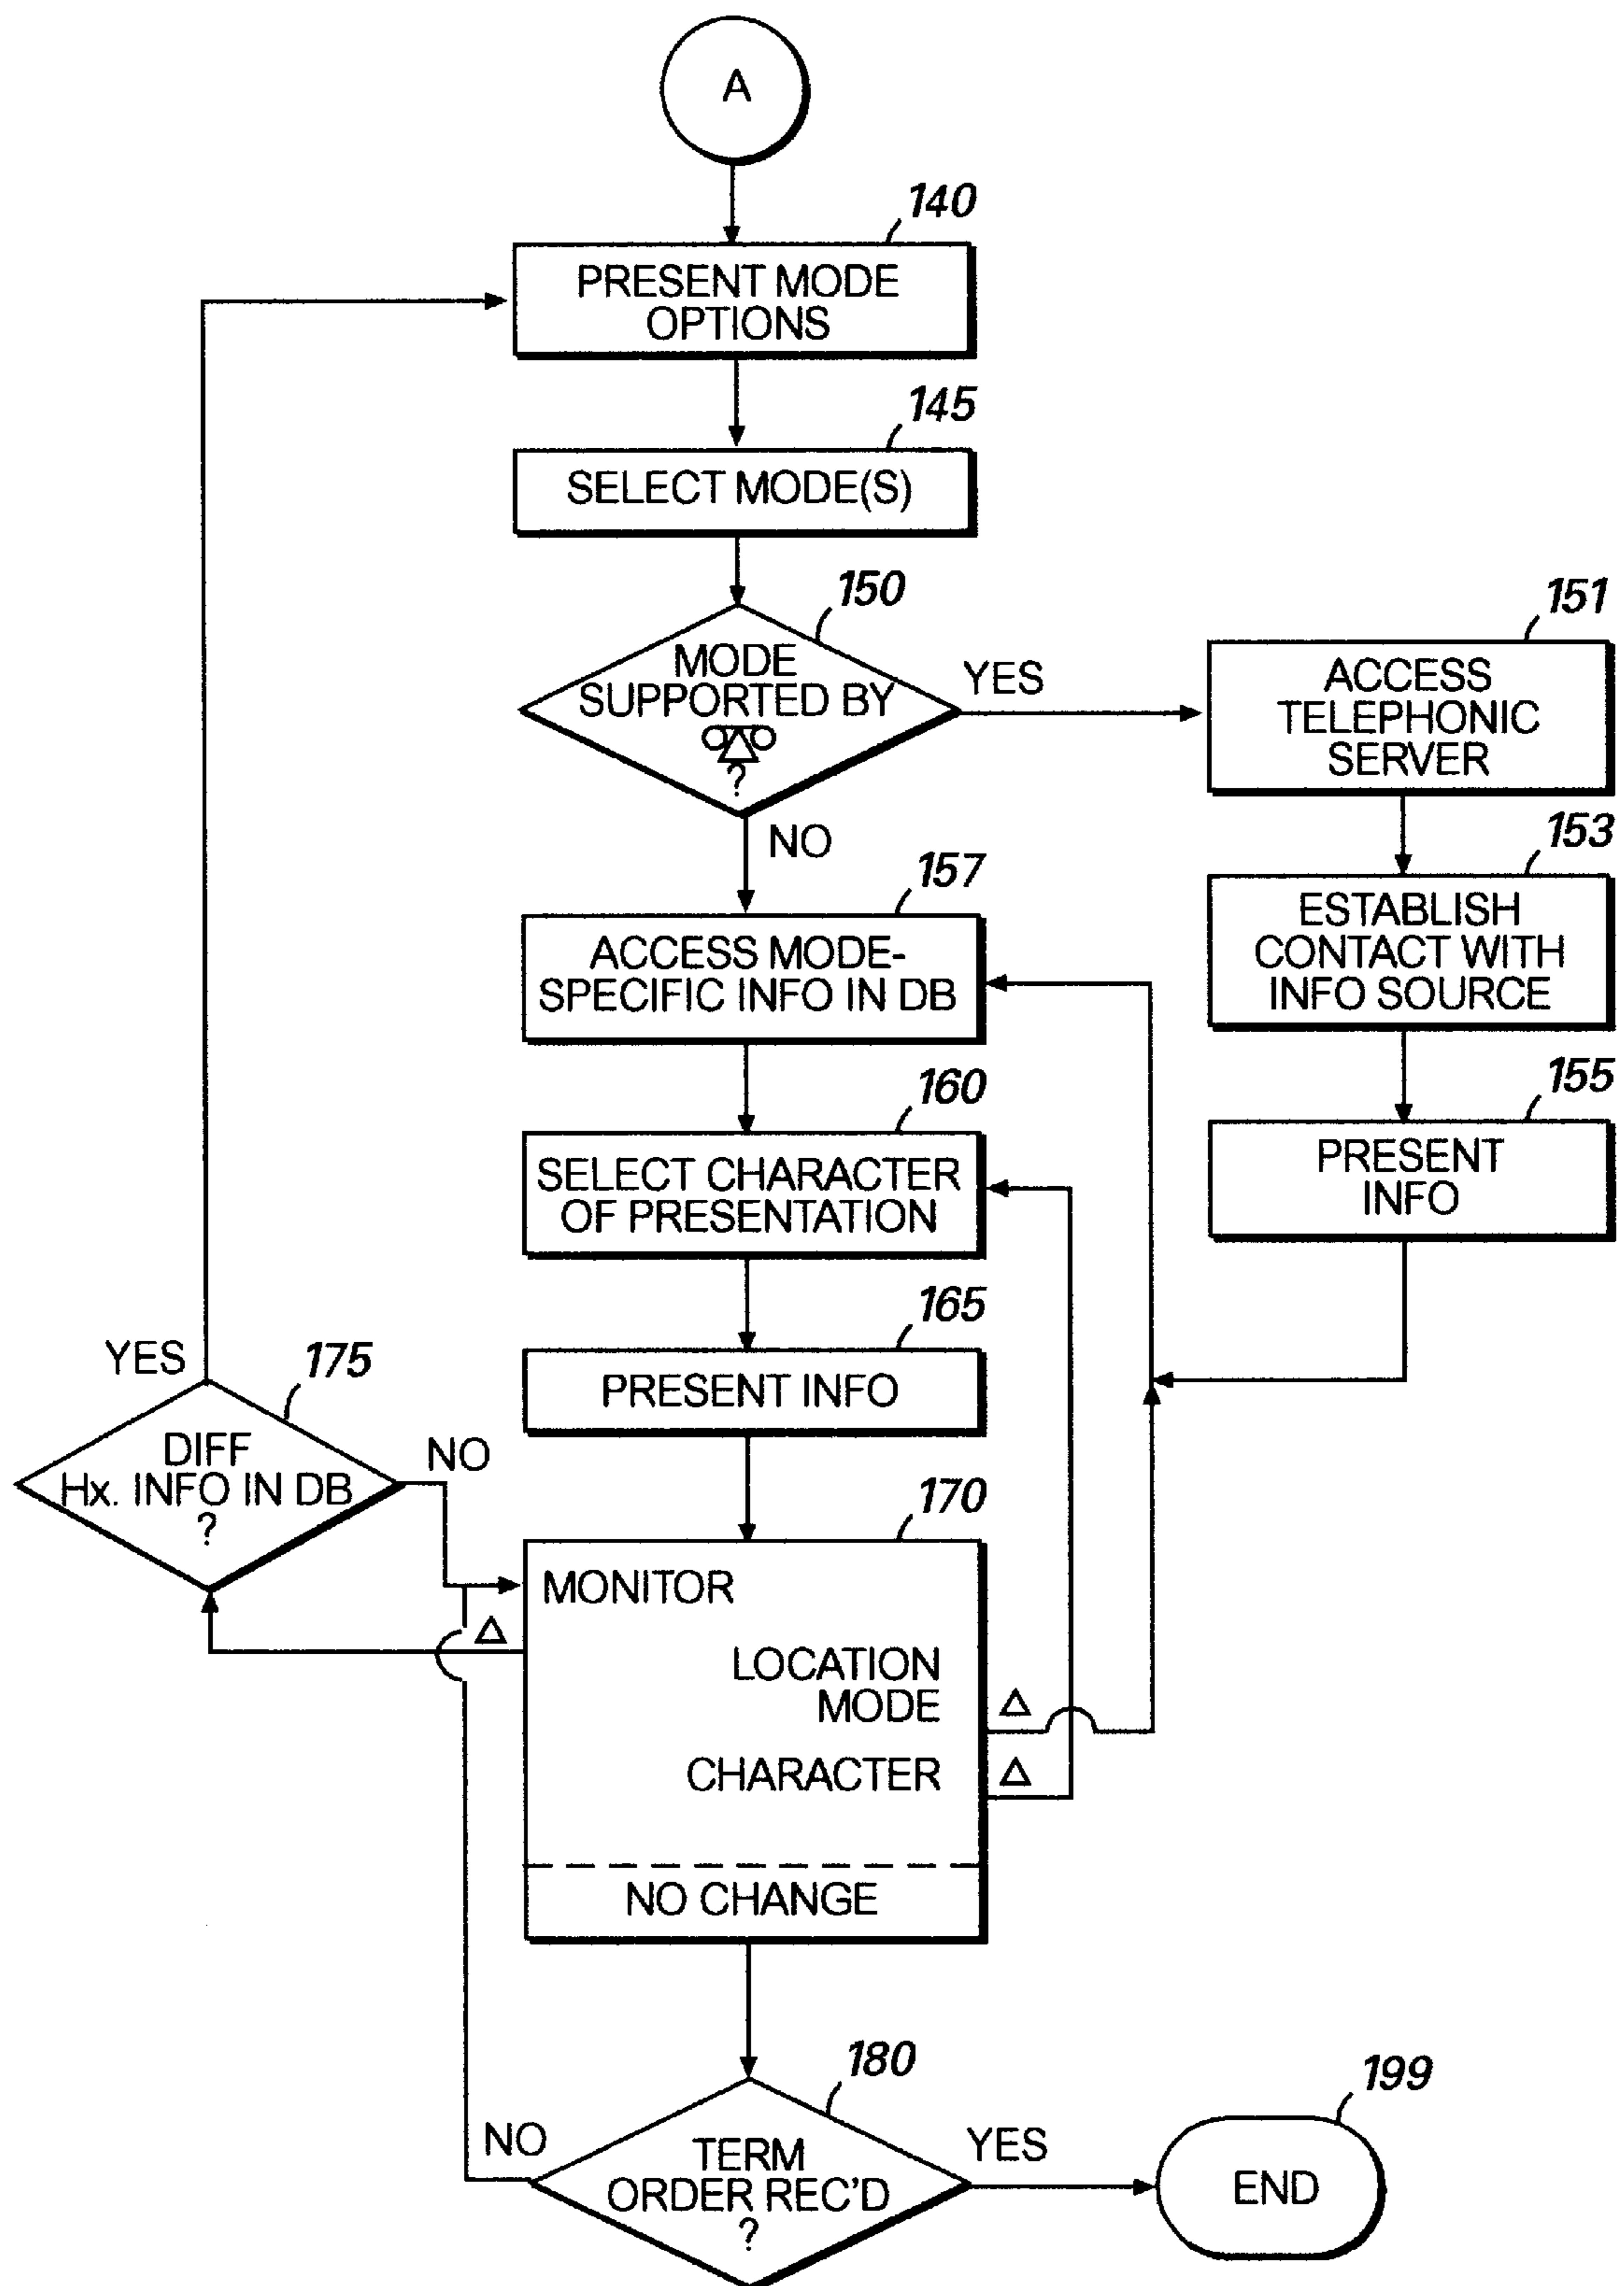 A
140
PRESENT MODE
OPTIONS
145
SELECT MODE(S)
150
MODE
SUPPORTED BY
?
YES
NO
151
ACCESS
TELEPHONIC
SERVER
153
ESTABLISH
CONTACT WITH
INFO SOURCE
155
PRESENT
INFO
157
ACCESS MODE-
SPECIFIC INFO IN DB
160
SELECT CHARACTER
OF PRESENTATION
165
PRESENT INFO
YES
175
DIFF
Hx. INFO IN DB
?
NO
170
MONITOR
Δ
LOCATION
MODE
Δ
CHARACTER
Δ
NO CHANGE
180
NO
TERM
ORDER REC'D
?
YES
199
END